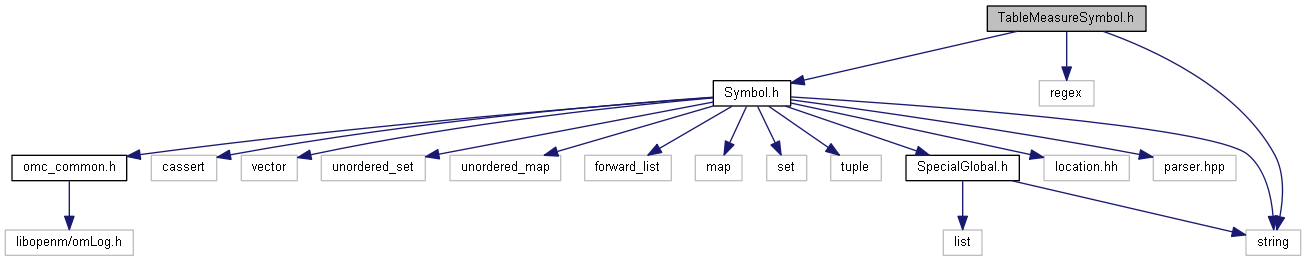 TableMeasureSymbol.h
Symbol.h
regex
omc_common.h
cassert
vector
unordered_set
unordered_map
forward_list
map
set
tuple
SpecialGlobal.h
location.hh
parser.hpp
libopenm/omLog.h
list
string